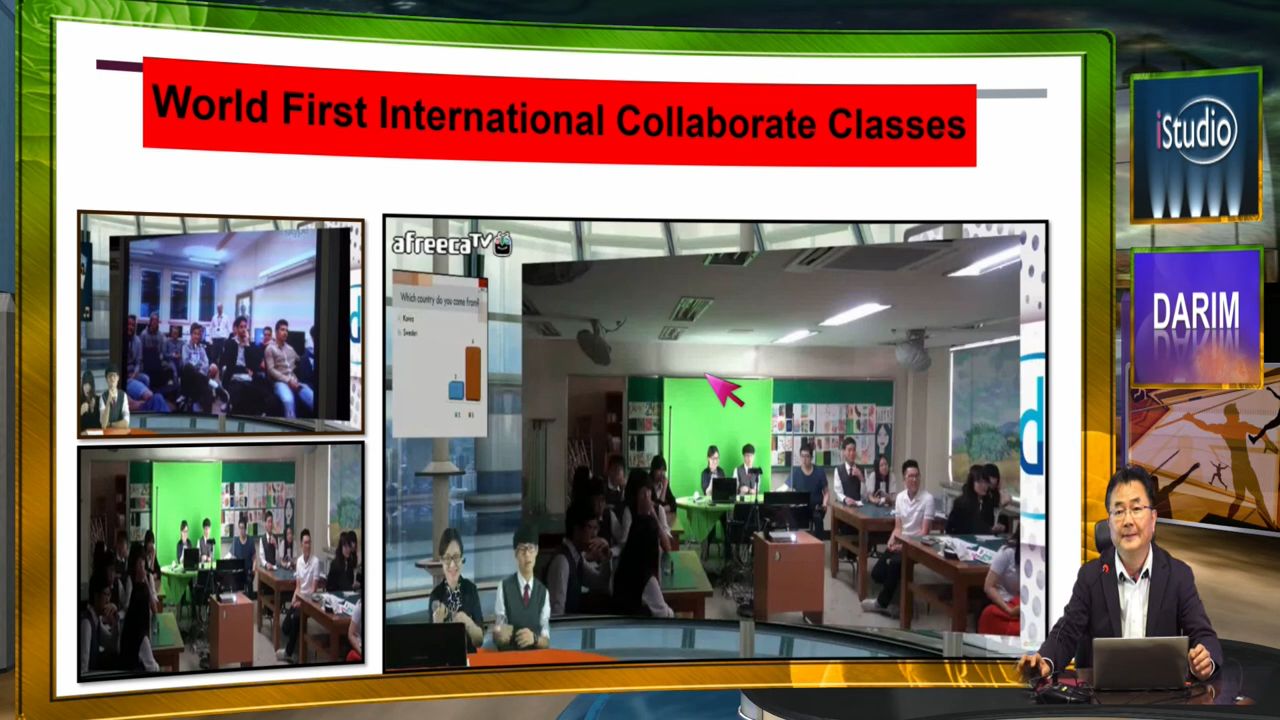 World First International Collaborate Classes
afreecaTV
Which country do you come from?
Korea
Sweden
iStudio
DARIM
d